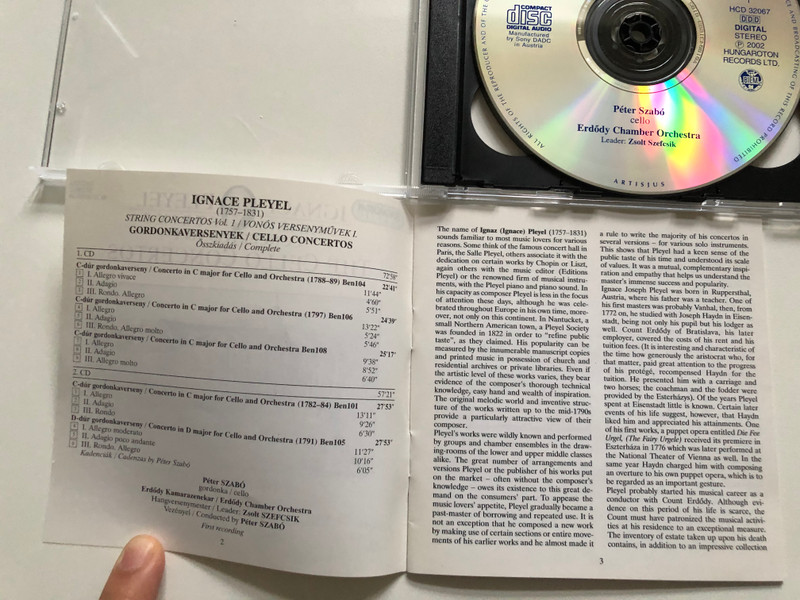 COMPACT
disc
DIGITAL AUDIO
Manufactured
by Sony DADC
in Austria
HCD 32067
DDD
DIGITAL
STEREO
Ⓟ 2002
HUNGAROTON
RECORDS LTD.
Péter Szabó
cello
Erdődy Chamber Orchestra
Leader: Zsolt Szefcsik
ARTISJUS
ALL RIGHTS OF THE PRODUCER AND OF
BROADCASTING OF THIS RECORD PROHIBITED
IGNACE PLEYEL
(1757–1831)
STRING CONCERTOS Vol. 1 / VONÓS VERSENYMŰVEK I.
GORDONKAVERSENYEK / CELLO CONCERTOS
Összkiadás / Complete
1. CD
72'58"
C-dúr gordonkaverseny / Concerto in C major for Cello and Orchestra (1788–89) Ben104 22'41"
1 I. Allegro vivace 11'44"
2 II. Adagio 4'60"
3 III. Rondo. Allegro 5'51"
C-dúr gordonkaverseny / Concerto in C major for Cello and Orchestra (1797) Ben106 24'39"
4 I. Allegro 13'22"
5 II. Adagio 5'24"
6 III. Rondo. Allegro molto 5'46"
C-dúr gordonkaverseny / Concerto in C major for Cello and Orchestra Ben108 25'17"
7 I. Allegro 9'38"
8 II. Adagio 8'52"
9 III. Allegro molto 6'40"
2. CD
57'21"
C-dúr gordonkaverseny / Concerto in C major for Cello and Orchestra (1782–84) Ben101 27'53"
1 I. Allegro 13'11"
2 II. Adagio 9'26"
3 III. Rondo 6'30"
D-dúr gordonkaverseny / Concerto in D major for Cello and Orchestra (1791) Ben105 27'53"
4 I. Allegro moderato 11'27"
5 II. Adagio poco andante 10'16"
6 III. Rondo. Allegro 6'05"
Kadenciák / Cadenzas by Péter Szabó
Péter SZABÓ
gordonka / cello
Erdődy Kamarazenekar / Erdődy Chamber Orchestra
Hangversenymester / Leader: Zsolt SZEFCSIK
Vezényel / Conducted by Péter SZABÓ
First recording
2
The name of Ignaz (Ignace) Pleyel (1757–1831)
sounds familiar to most music lovers for various
reasons. Some think of the famous concert hall in
Paris, the Salle Pleyel, others associate it with the
dedication on certain works by Chopin or Liszt,
again others with the music editor (Editions
Pleyel) or the renowned firm of musical instru-
ments, with the Pleyel piano and piano sound. In
his capacity as composer Pleyel is less in the focus
of attention these days, although he was cele-
brated throughout Europe in his own time, more-
over, not only on this continent. In Nantucket, a
small Northern American town, a Pleyel Society
was founded in 1822 in order to "refine public
taste", as they claimed. His popularity can be
measured by the innumerable manuscript copies
and printed music in possession of church and
residential archives or private libraries. Even if
the artistic level of these works varies, they bear
evidence of the composer's thorough technical
knowledge, easy hand and wealth of inspiration.
The original melody world and inventive struc-
ture of the works written up to the mid-1790s
provide a particularly attractive view of their
composer.
Pleyel's works were wildly known and performed
by groups and chamber ensembles in the draw-
ing-rooms of the lower and upper middle classes
alike. The great number of arrangements and
versions Pleyel or the publisher of his works put
on the market – often without the composer's
knowledge – owes its existence to this great de-
mand on the consumers' part. To appease the
music lovers' appetite, Pleyel gradually became a
past-master of borrowing and repeated use. It is
not an exception that he composed a new work
by making use of certain sections or entire move-
ments of his earlier works and he almost made it
a rule to write the majority of his concertos in
several versions – for various solo instruments.
This shows that Pleyel had a keen sense of the
public taste of his time and understood its scale
of values. It was a mutual, complementary inspi-
ration and empathy that helps us understand the
master's immense success and popularity.
Ignace Joseph Pleyel was born in Ruppersthal,
Austria, where his father was a teacher. One of
his first masters was probably Vanhal, then, from
1772 on, he studied with Joseph Haydn in Eisen-
stadt, being not only his pupil but his lodger as
well. Count Erdődy of Bratislava, his later
employer, covered the costs of his rent and his
tuition fees. (It is interesting and characteristic of
the time how generously the aristocrat who, for
that matter, paid great attention to the progress
of his protégé, recompensed Haydn for the
tuition. He presented him with a carriage and
two horses; the coachman and the fodder were
provided by the Esterházys). Of the years Pleyel
spent at Eisenstadt little is known. Certain later
events of his life suggest, however, that Haydn
liked him and appreciated his attainments. One
of his first works, a puppet opera entitled Die Fee
Urgel, (The Fairy Urgele) received its premiere in
Esterháza in 1776 which was later performed at
the National Theater of Vienna as well. In the
same year Haydn charged him with composing
an overture to his own puppet opera, which is to
be regarded as an important gesture.
Pleyel probably started his musical career as a
conductor with Count Erdődy. Although evi-
dence on this period of his life is scarce, the
Count must have patronized the musical activi-
ties at his residence to an exceptional measure.
The inventory of estate taken up upon his death
contains, in addition to an impressive collection
3